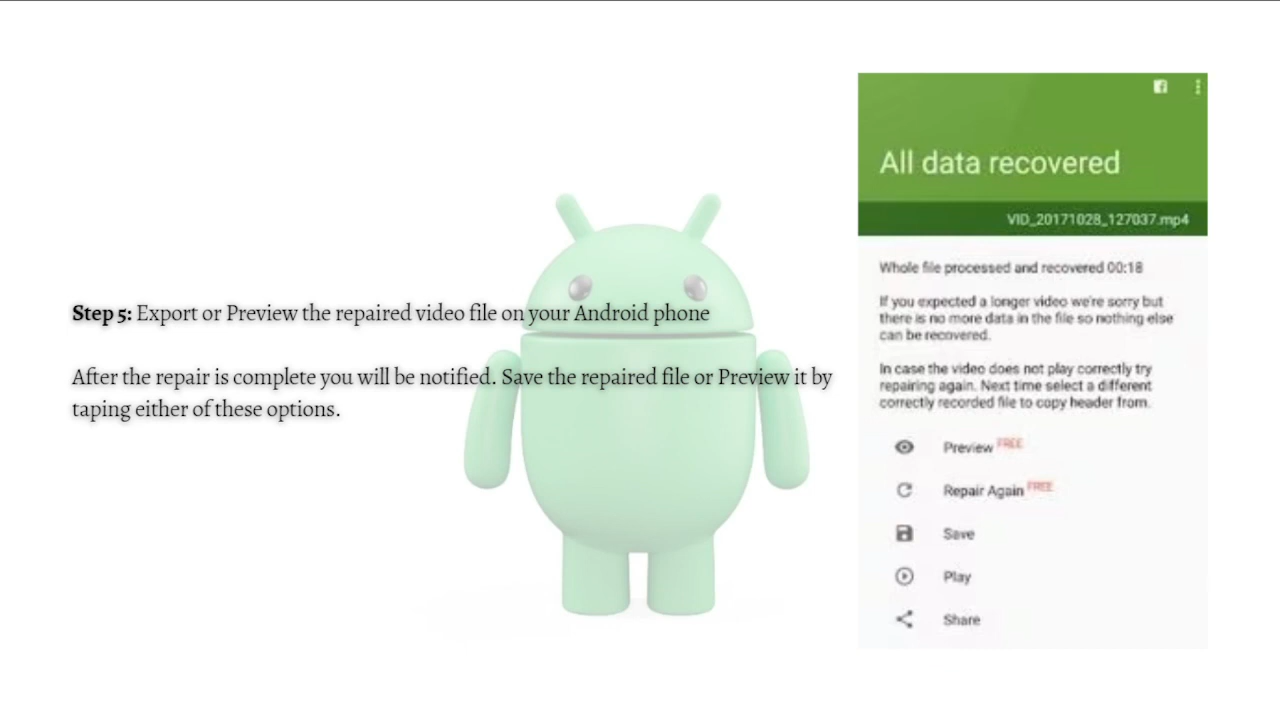 Step 5: Export or Preview the repaired video file on your Android phone
After the repair is complete you will be notified. Save the repaired file or Preview it by
taping either of these options.
All data recovered
VID_20171028_127037.mp4
Whole file processed and recovered 00:18
If you expected a longer video we're sorry but
there is no more data in the file so nothing else
can be recovered.
In case the video does not play correctly try
repairing again. Next time select a different
correctly recorded file to copy header from.
Preview FREE
Repair Again FREE
Save
Play
Share